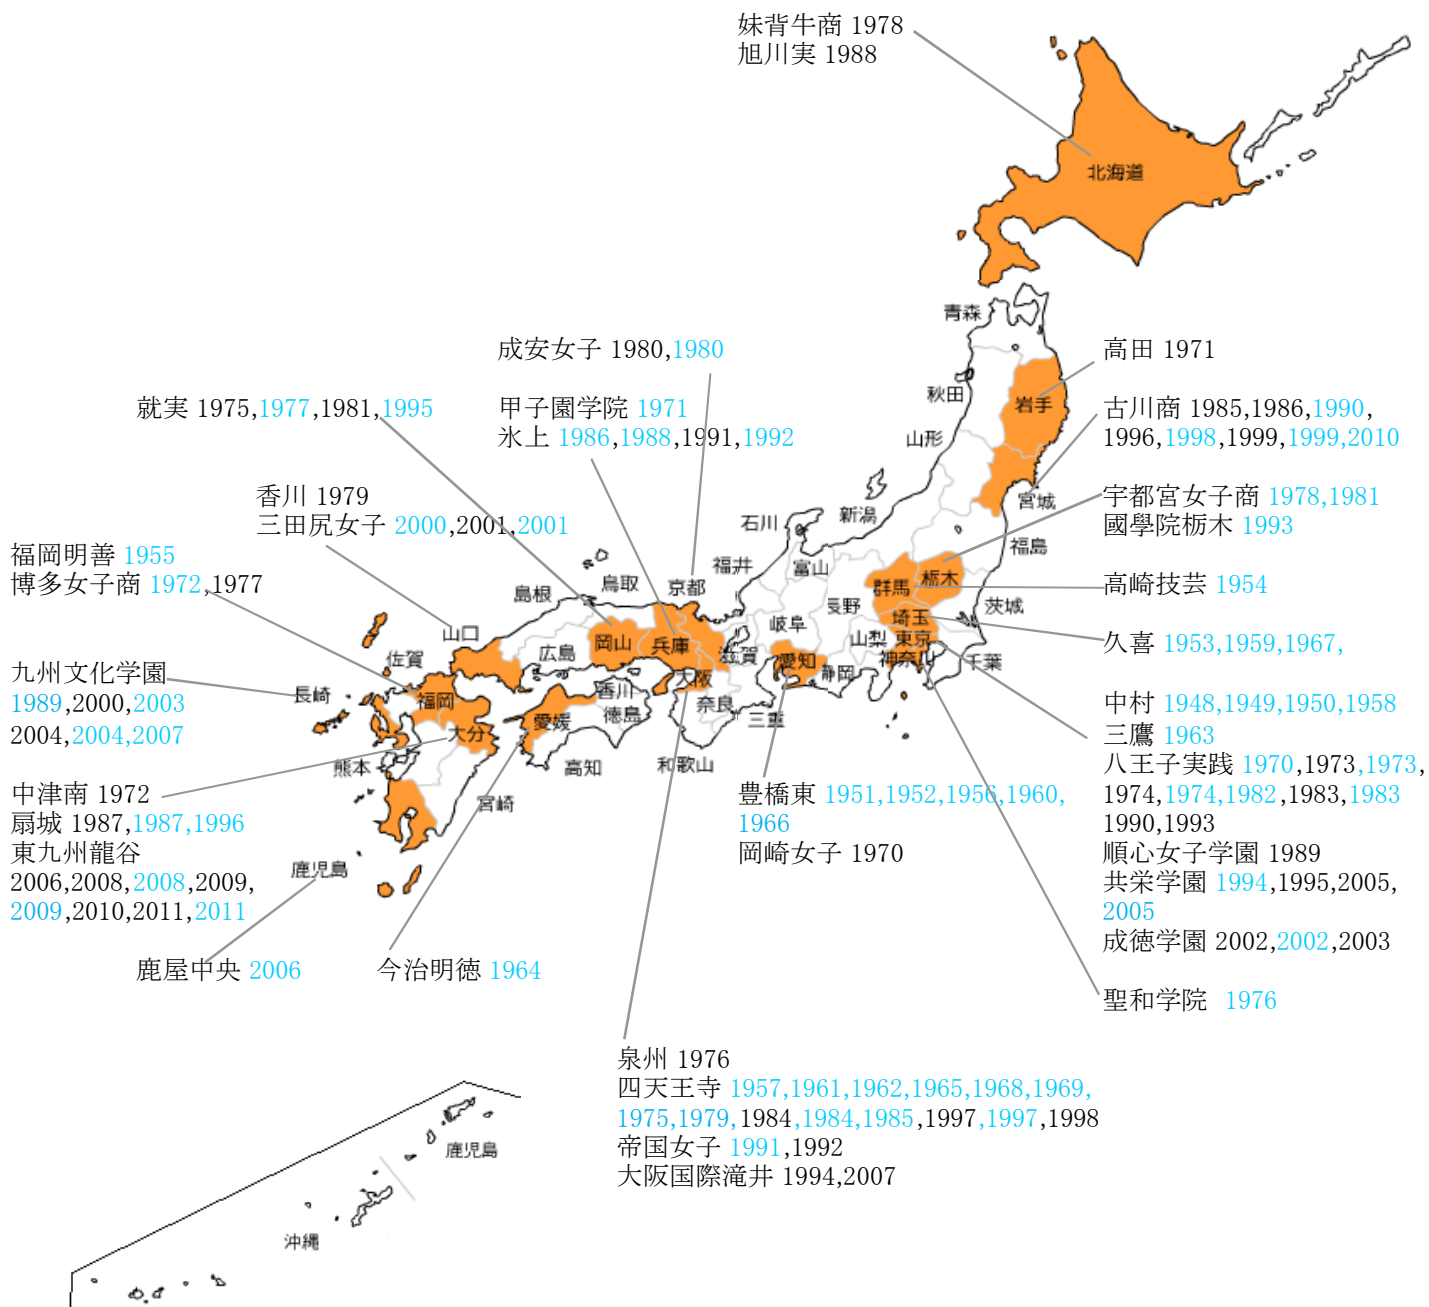 妹背牛商 1978
旭川実 1988
北海道
青森
成安女子 1980,1980
高田 1971
秋田
岩手
就実 1975,1977,1981,1995
甲子園学院 1971
氷上 1986,1988,1991,1992
古川商 1985,1986,1990,
1996,1998,1999,1999,2010
山形
宮城
香川 1979
三田尻女子 2000,2001,2001
宇都宮女子商 1978,1981
國學院栃木 1993
石川
新潟
福島
福岡明善 1955
博多女子商 1972,1977
福井
富山
群馬
栃木
高崎技芸 1954
島根
鳥取
京都
長野
茨城
山口
広島
岡山
兵庫
滋賀
岐阜
山梨
埼玉
東京
久喜 1953,1959,1967,
佐賀
愛知
静岡
神奈川
千葉
九州文化学園
1989,2000,2003
2004,2004,2007
長崎
福岡
大分
愛媛
香川
徳島
大阪
奈良
三重
中村 1948,1949,1950,1958
三鷹 1963
八王子実践 1970,1973,1973,
1974,1974,1982,1983,1983
1990,1993
順心女子学園 1989
共栄学園 1994,1995,2005,
2005
成徳学園 2002,2002,2003
熊本
高知
和歌山
宮崎
中津南 1972
扇城 1987,1987,1996
東九州龍谷
2006,2008,2008,2009,
2009,2010,2011,2011
豊橋東 1951,1952,1956,1960,
1966
岡崎女子 1970
鹿児島
鹿屋中央 2006
今治明徳 1964
聖和学院 1976
泉州 1976
四天王寺 1957,1961,1962,1965,1968,1969,
1975,1979,1984,1984,1985,1997,1997,1998
帝国女子 1991,1992
大阪国際滝井 1994,2007
鹿児島
沖縄